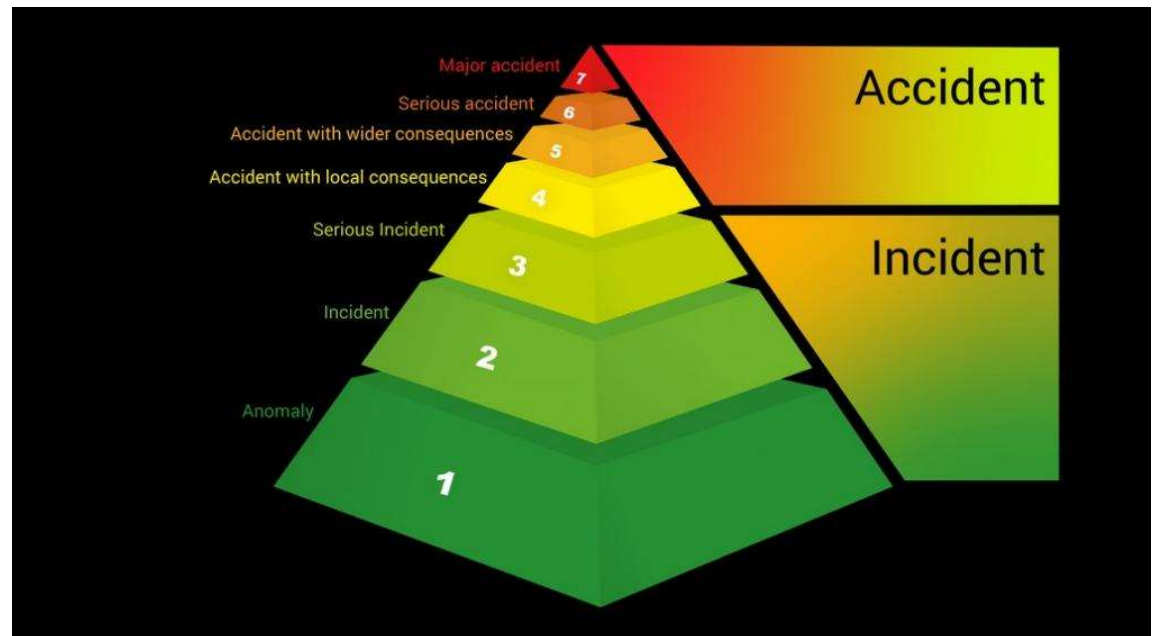 Major accident
7
Serious accident
6
Accident with wider consequences
5
Accident with local consequences
4
Serious Incident
3
Incident
2
Anomaly
1
Accident
Incident